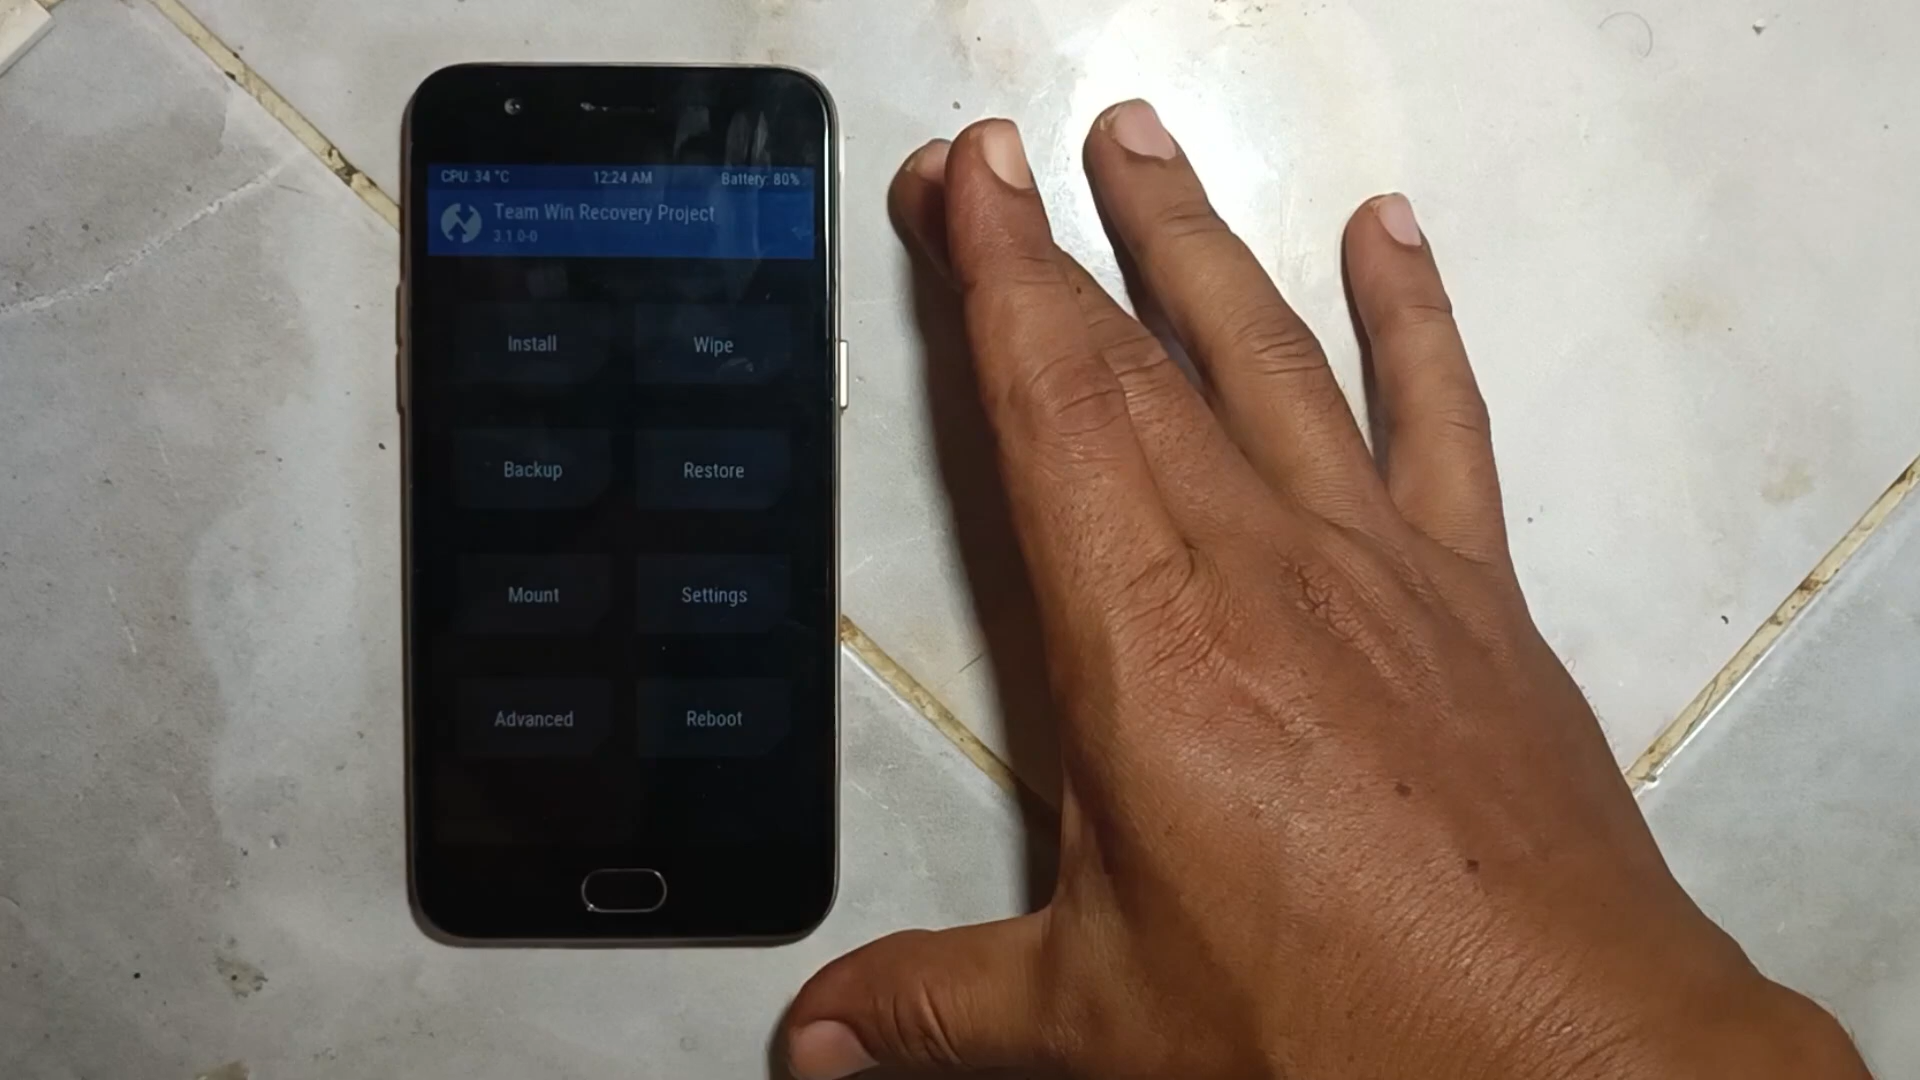 CPU: 34 °C 12:24 AM Battery: 80%
Team Win Recovery Project
3.1.0-0
Install Wipe
Backup Restore
Mount Settings
Advanced Reboot